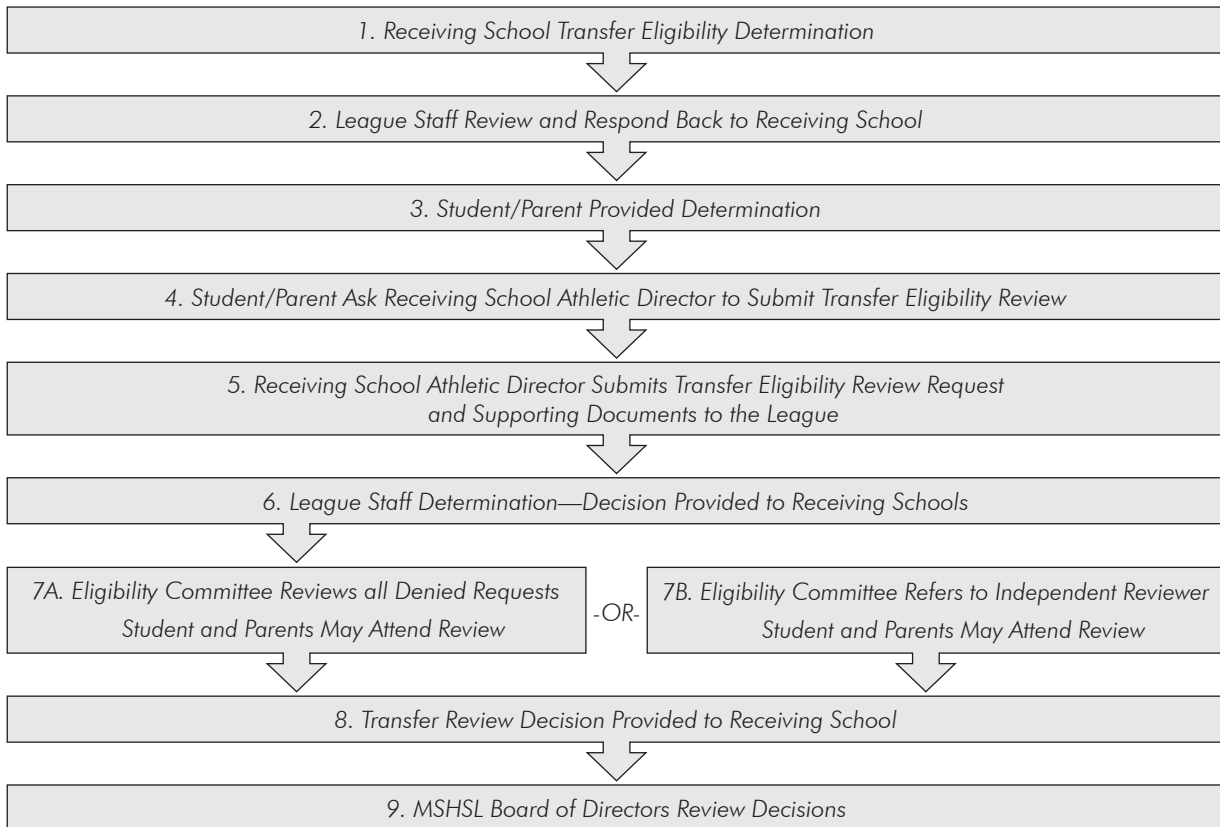 1. Receiving School Transfer Eligibility Determination
2. League Staff Review and Respond Back to Receiving School
3. Student/Parent Provided Determination
4. Student/Parent Ask Receiving School Athletic Director to Submit Transfer Eligibility Review
5. Receiving School Athletic Director Submits Transfer Eligibility Review Request
and Supporting Documents to the League
6. League Staff Determination—Decision Provided to Receiving Schools
7A. Eligibility Committee Reviews all Denied Requests
Student and Parents May Attend Review
-OR-
7B. Eligibility Committee Refers to Independent Reviewer
Student and Parents May Attend Review
8. Transfer Review Decision Provided to Receiving School
9. MSHSL Board of Directors Review Decisions